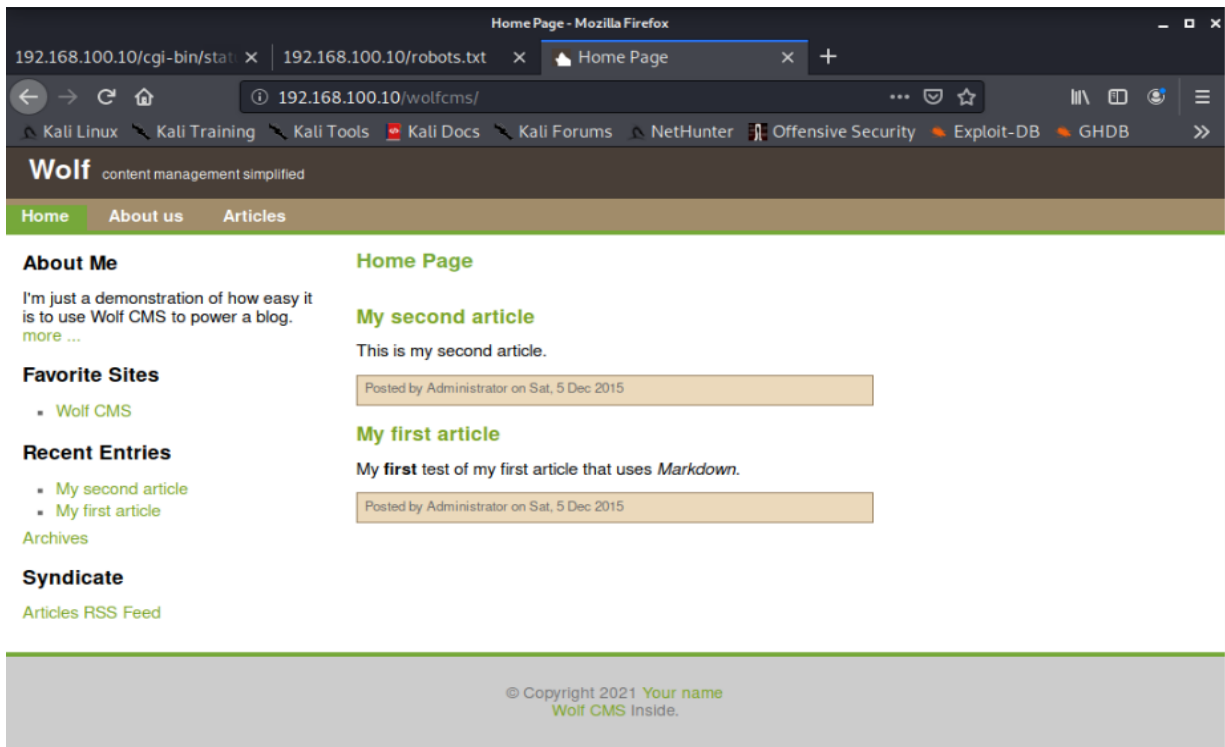 Home Page - Mozilla Firefox
192.168.100.10/cgi-bin/stat
192.168.100.10/robots.txt
Home Page
192.168.100.10/wolfcms/
Kali Linux Kali Training Kali Tools Kali Docs Kali Forums NetHunter Offensive Security Exploit-DB GHDB
Wolf content management simplified
Home About us Articles
About Me
I'm just a demonstration of how easy it
is to use Wolf CMS to power a blog.
more ...
Favorite Sites
Wolf CMS
Recent Entries
My second article
My first article
Archives
Syndicate
Articles RSS Feed
Home Page
My second article
This is my second article.
Posted by Administrator on Sat, 5 Dec 2015
My first article
My first test of my first article that uses Markdown.
Posted by Administrator on Sat, 5 Dec 2015
© Copyright 2021 Your name
Wolf CMS Inside.